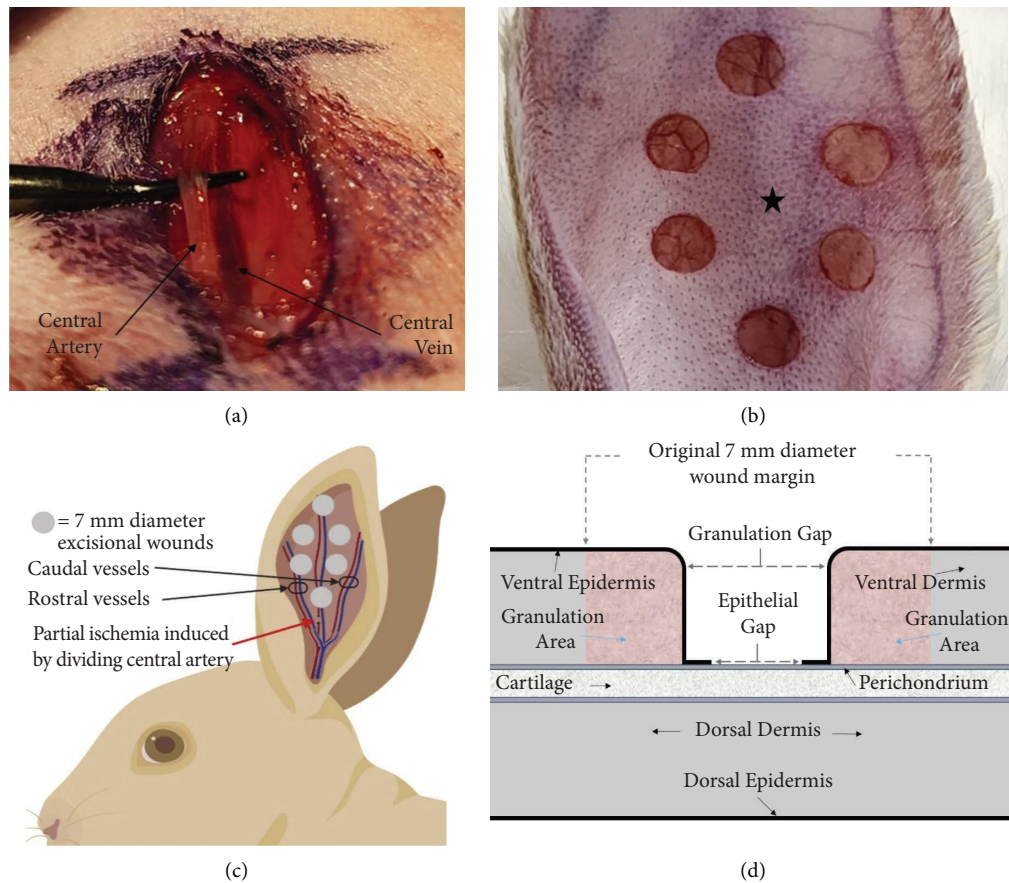 Central
Artery
Central
Vein
(a)
(b)
= 7 mm diameter
excisional wounds
Caudal vessels
Rostral vessels
Partial ischemia induced
by dividing central artery
(c)
Original 7 mm diameter
wound margin
Granulation Gap
Ventral Epidermis
Ventral Dermis
Epithelial
Gap
Granulation
Area
Granulation
Area
Cartilage
Perichondrium
Dorsal Dermis
Dorsal Epidermis
(d)